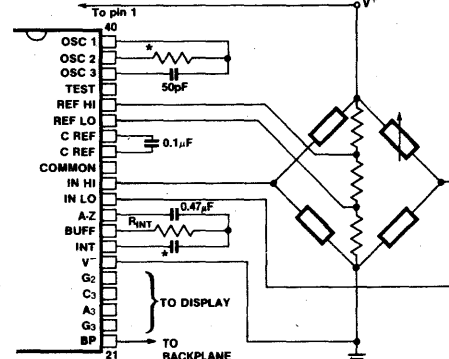 To pin 1
V+
40
OSC 1
OSC 2
*
OSC 3
50pF
TEST
REF HI
REF LO
C REF
0.1μF
C REF
COMMON
IN HI
IN LO
0.47μF
A-Z
BUFF
RINT
INT
*
V−
G2
C3
TO DISPLAY
A3
G3
BP
TO
BACKPLANE
21